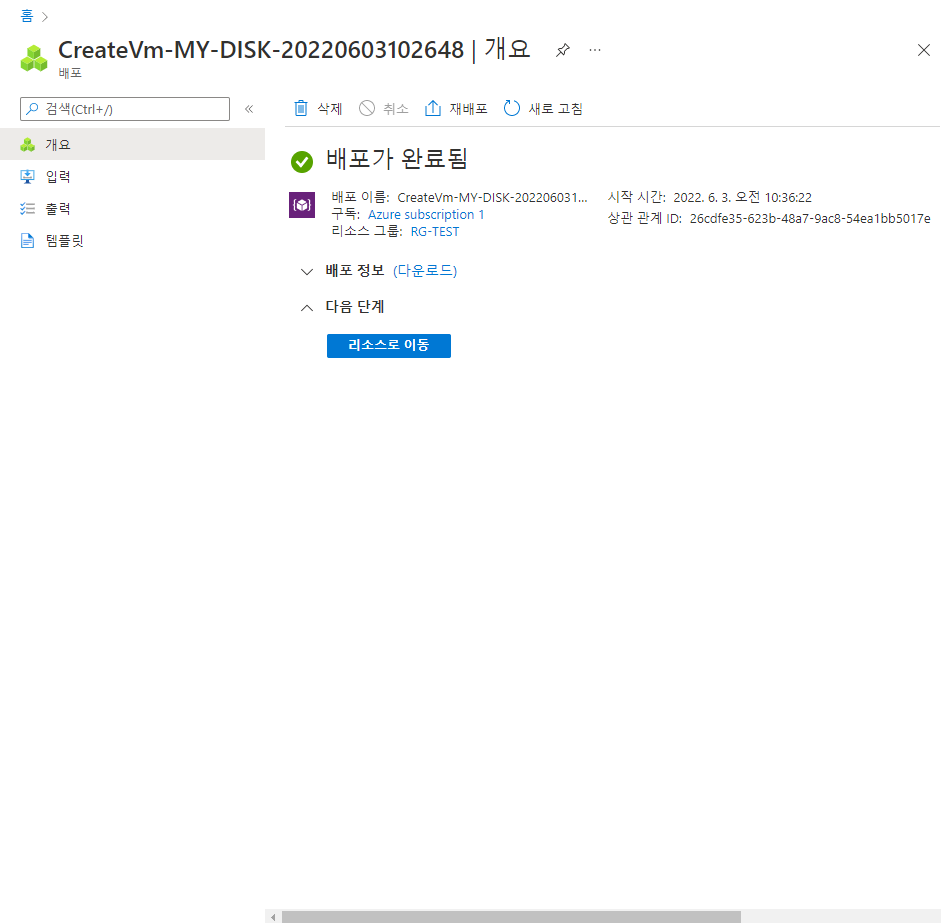 홈
CreateVm-MY-DISK-20220603102648 | 개요
배포
검색(Ctrl+/)
개요
입력
출력
템플릿
삭제 취소 재배포 새로 고침
배포가 완료됨
배포 이름: CreateVm-MY-DISK-202206031...
구독: Azure subscription 1
리소스 그룹: RG-TEST
시작 시간: 2022. 6. 3. 오전 10:36:22
상관 관계 ID: 26cdfe35-623b-48a7-9ac8-54ea1bb5017e
배포 정보 (다운로드)
다음 단계
리소스로 이동